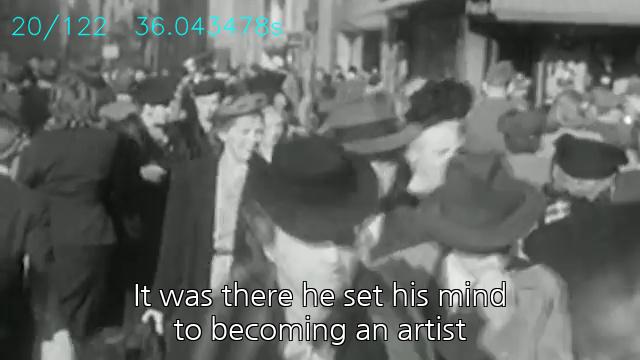 20/122 36.043478s
It was there he set his mind
to becoming an artist